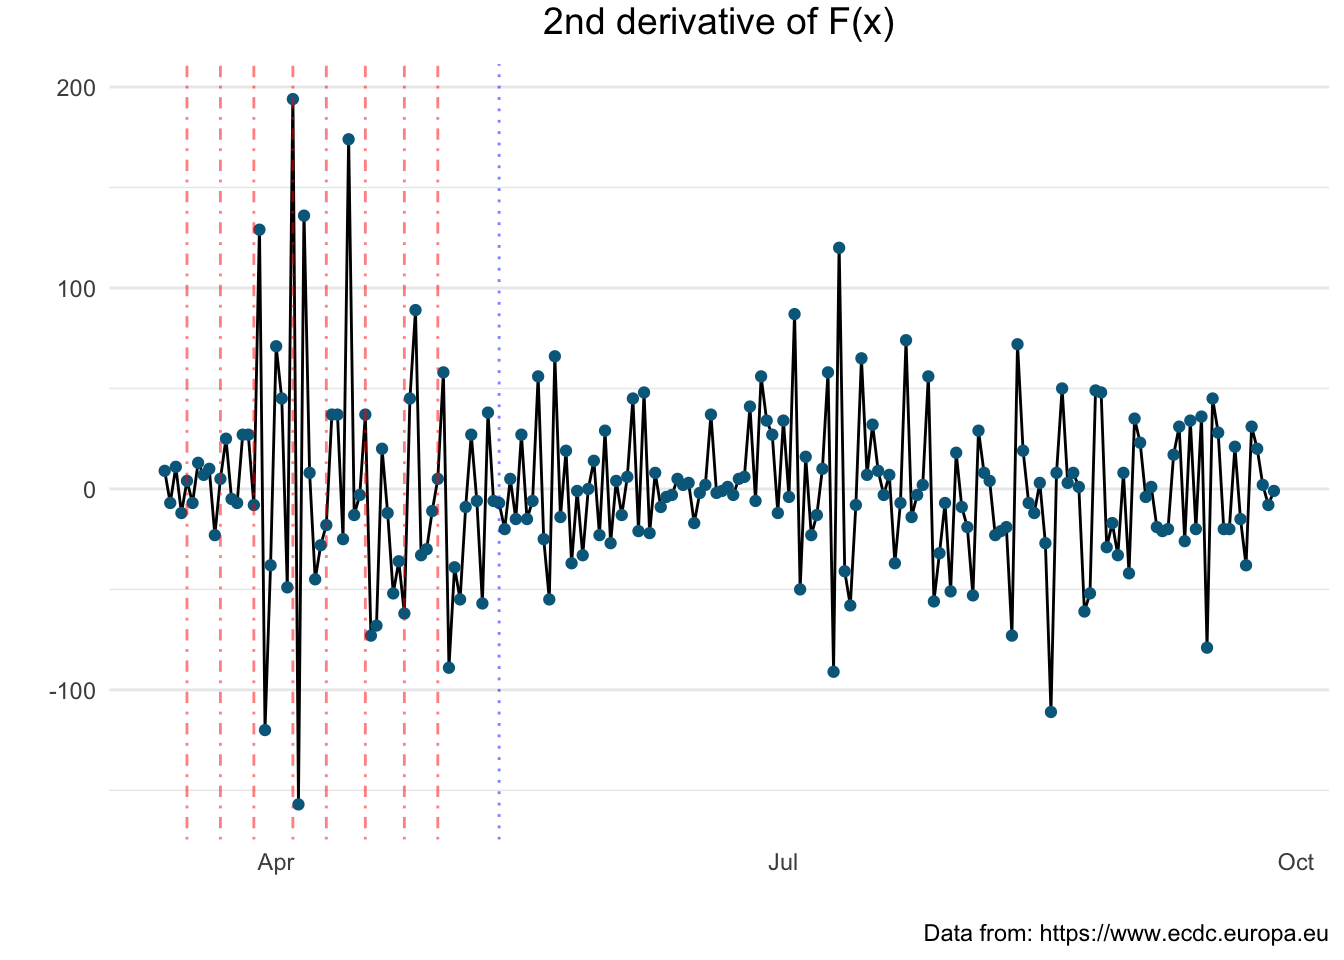 2nd derivative of F(x)
200
100
0
-100
Apr Jul Oct
Data from: https://www.ecdc.europa.eu